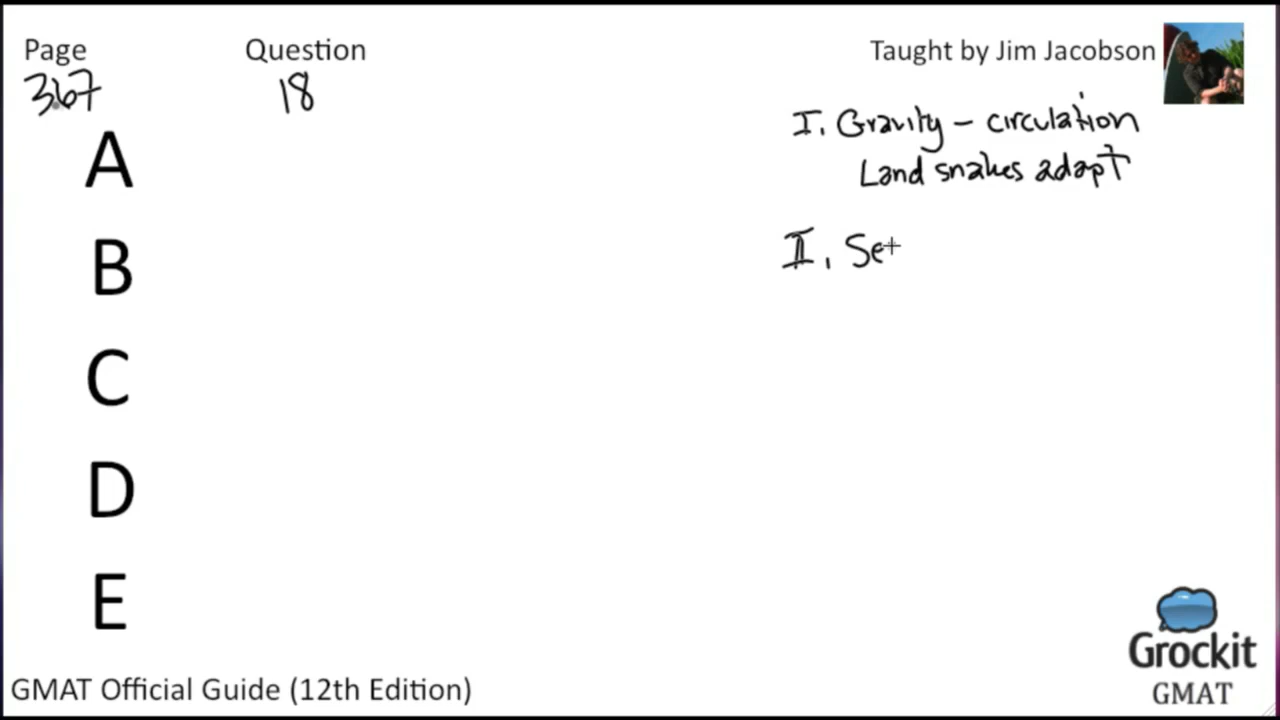 Page
Question
Taught by Jim Jacobson
367
18
I. Gravity – circulation
Land snakes adapt
A
II. Se
B
C
D
E
Grockit
GMAT
GMAT Official Guide (12th Edition)